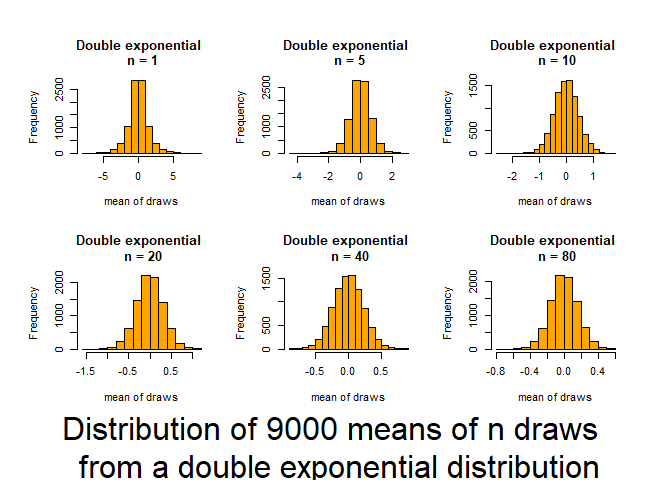 Double exponential
n = 1
Frequency
0 1000 2500
-5 0 5
mean of draws
Double exponential
n = 5
Frequency
0 1000 2500
-4 -2 0 2
mean of draws
Double exponential
n = 10
Frequency
0 500 1500
-2 -1 0 1
mean of draws
Double exponential
n = 20
Frequency
0 1000 2000
-1.5 -0.5 0.5
mean of draws
Double exponential
n = 40
Frequency
0 500 1500
-0.5 0.0 0.5
mean of draws
Double exponential
n = 80
Frequency
0 1000 2000
-0.8 -0.4 0.0 0.4
mean of draws
Distribution of 9000 means of n draws
from a double exponential distribution